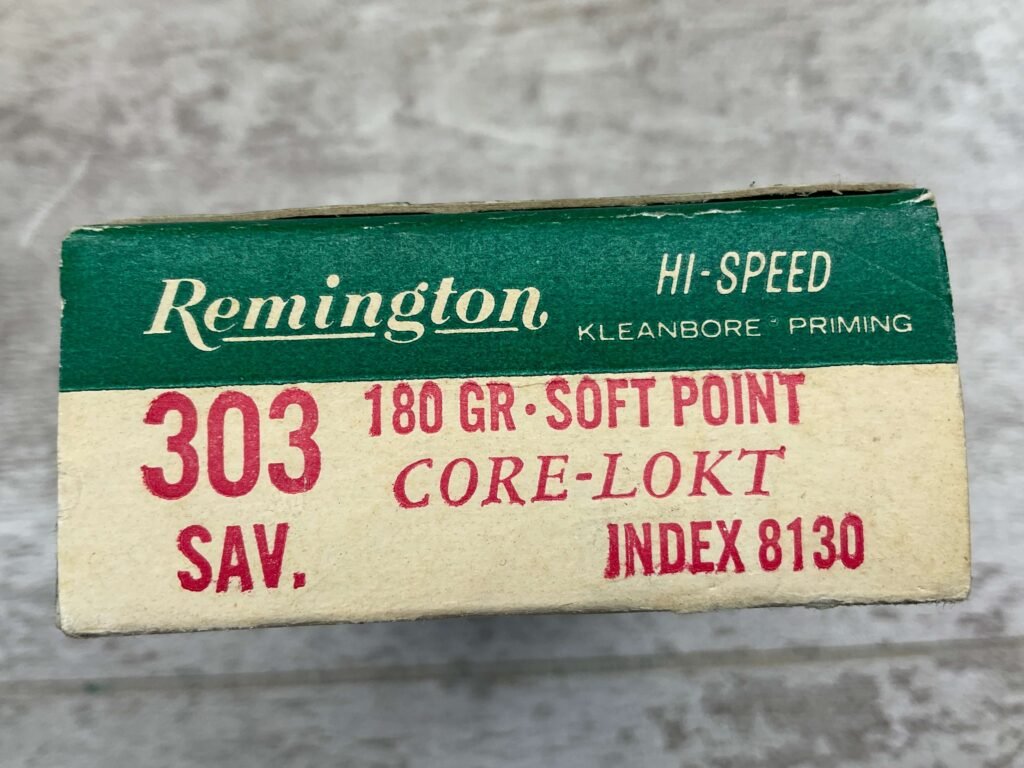 Remington
HI-SPEED
KLEANBORE® PRIMING
303
SAV.
180 GR·SOFT POINT
CORE-LOKT
INDEX 8130